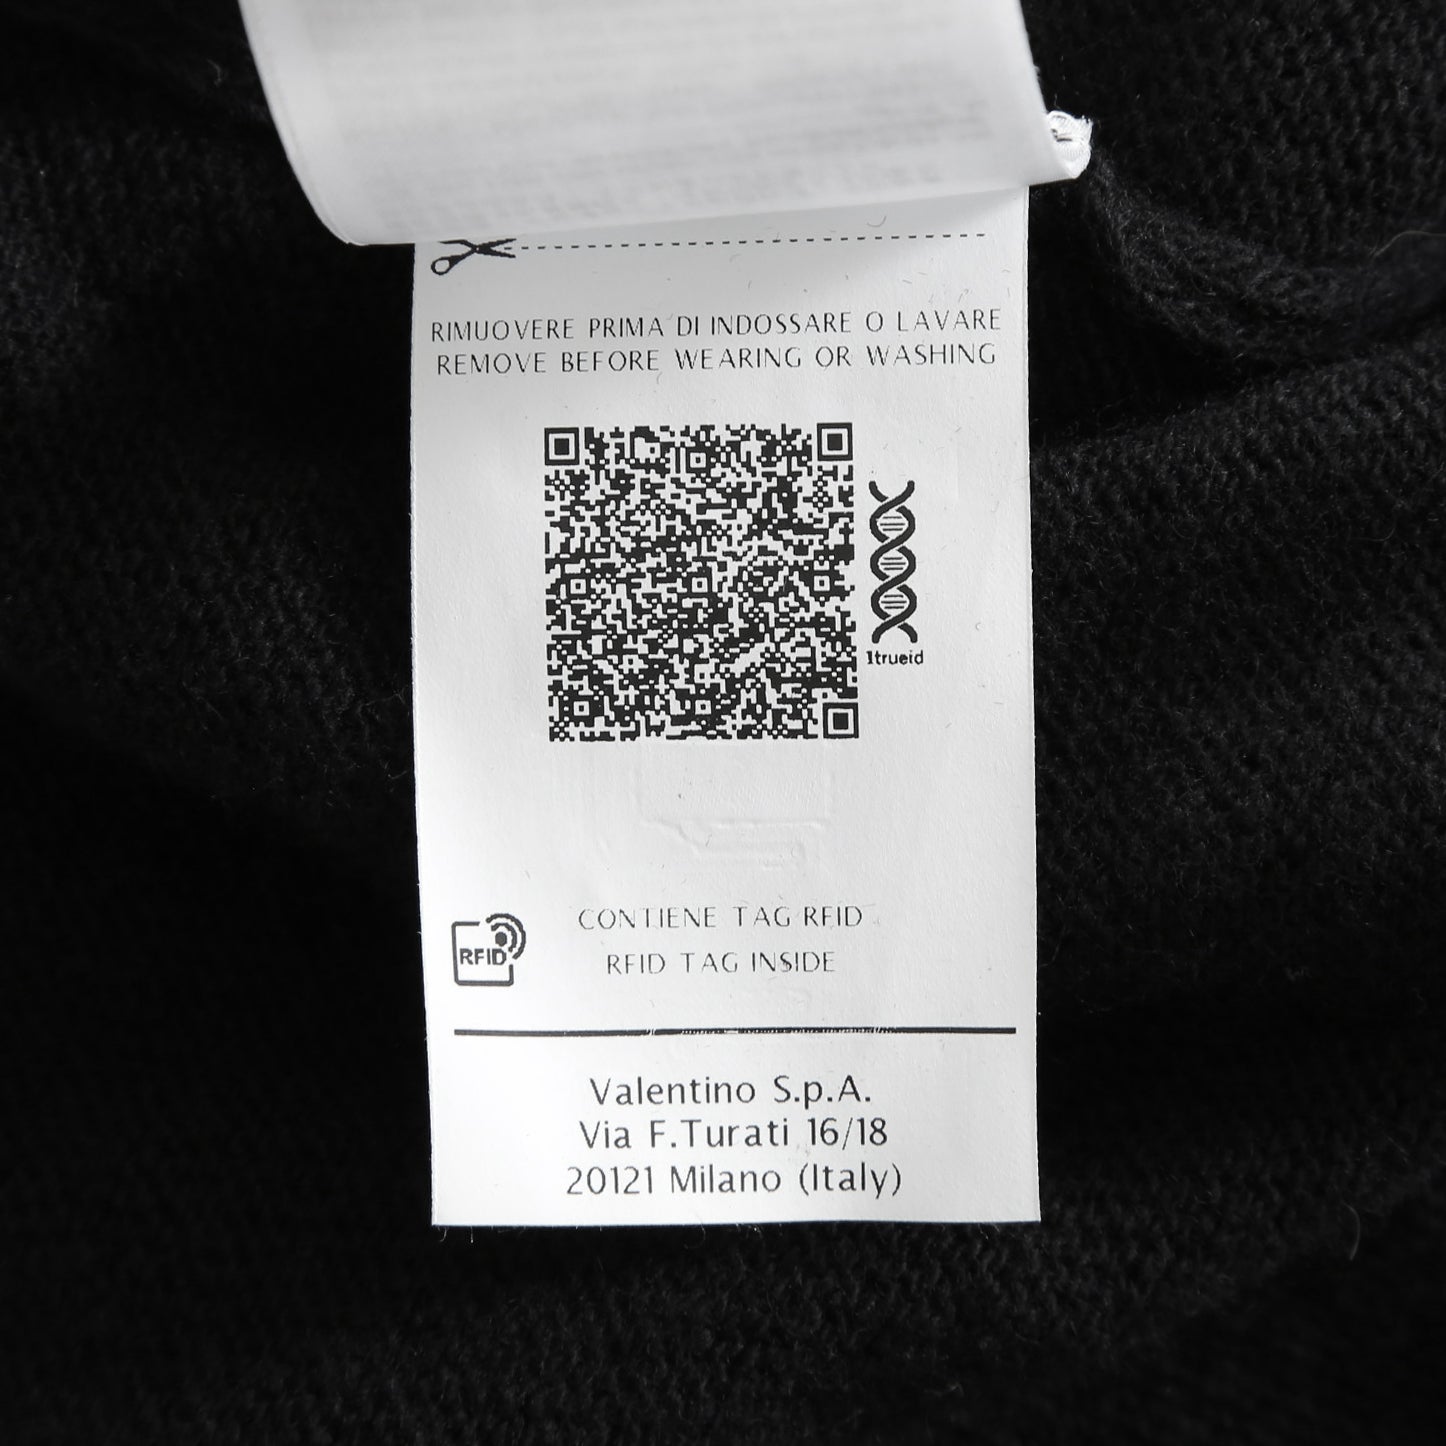 RIMUOVERE PRIMA DI INDOSSARE O LAVARE
REMOVE BEFORE WEARING OR WASHING
1trueid
CONTIENE TAG RFID
RFID
RFID TAG INSIDE
Valentino S.p.A.
Via F.Turati 16/18
20121 Milano (Italy)